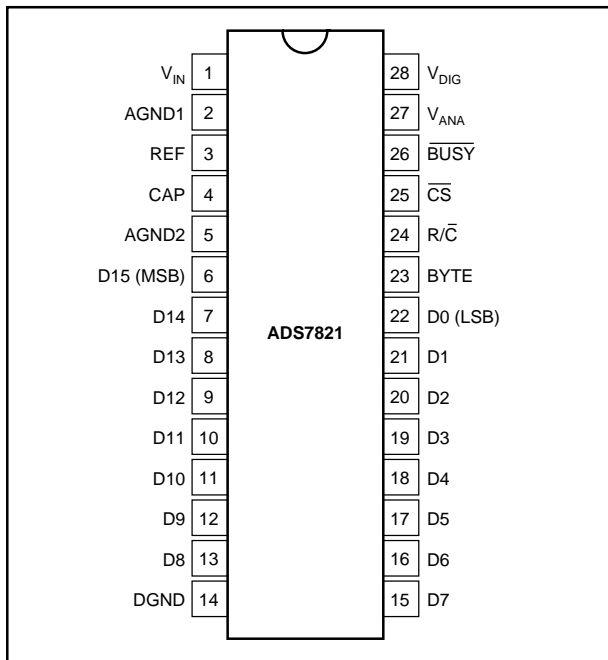 V_IN 1 28 V_DIG
AGND1 2 27 V_ANA
REF 3 26 B̅U̅S̅Y̅
CAP 4 25 C̅S̅
AGND2 5 24 R/C̅
D15 (MSB) 6 23 BYTE
D14 7 22 D0 (LSB)
ADS7821
D13 8 21 D1
D12 9 20 D2
D11 10 19 D3
D10 11 18 D4
D9 12 17 D5
D8 13 16 D6
DGND 14 15 D7